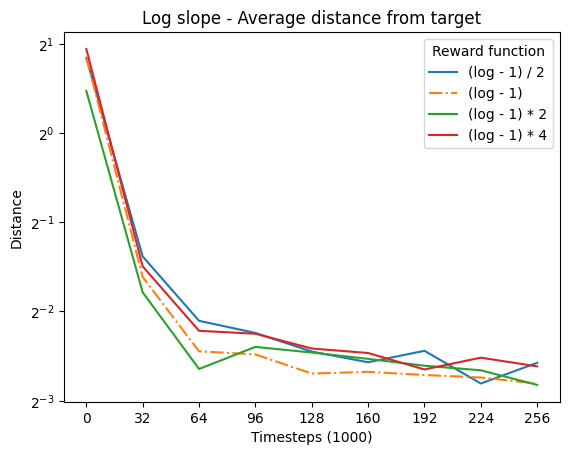 Log slope - Average distance from target
Reward function
(log - 1) / 2
(log - 1)
(log - 1) * 2
(log - 1) * 4
Distance
2^1
2^0
2^-1
2^-2
2^-3
0 32 64 96 128 160 192 224 256
Timesteps (1000)